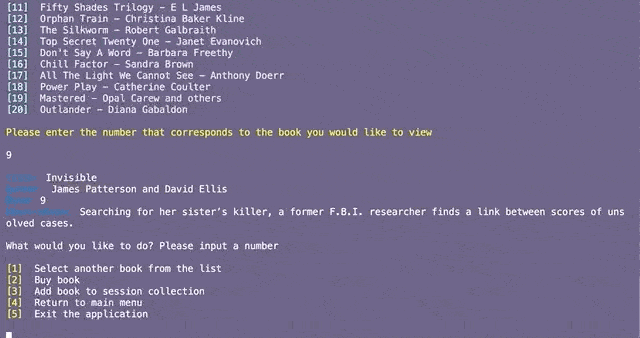 [11] Fifty Shades Trilogy – E L James
[12] Orphan Train – Christina Baker Kline
[13] The Silkworm – Robert Galbraith
[14] Top Secret Twenty One – Janet Evanovich
[15] Don't Say A Word – Barbara Freethy
[16] Chill Factor – Sandra Brown
[17] All The Light We Cannot See – Anthony Doerr
[18] Power Play – Catherine Coulter
[19] Mastered – Opal Carew and others
[20] Outlander – Diana Gabaldon
Please enter the number that corresponds to the book you would like to view
9
Invisible
James Patterson and David Ellis
9
Searching for her sister's killer, a former F.B.I. researcher finds a link between scores of uns
olved cases.
What would you like to do? Please input a number
[1] Select another book from the list
[2] Buy book
[3] Add book to session collection
[4] Return to main menu
[5] Exit the application